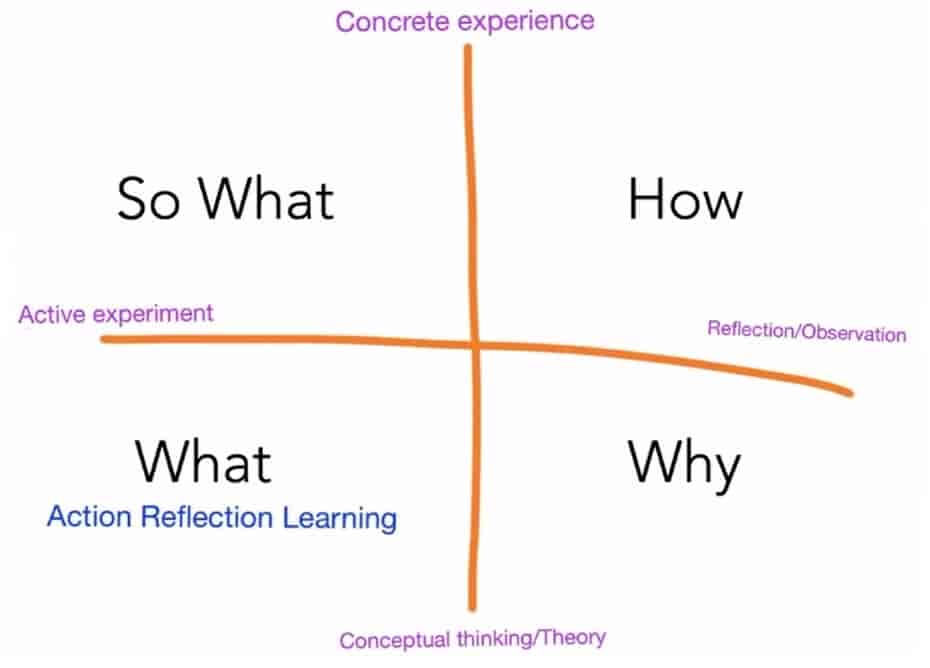 Concrete experience
So What
How
Active experiment
Reflection/Observation
What
Why
Action Reflection Learning
Conceptual thinking/Theory